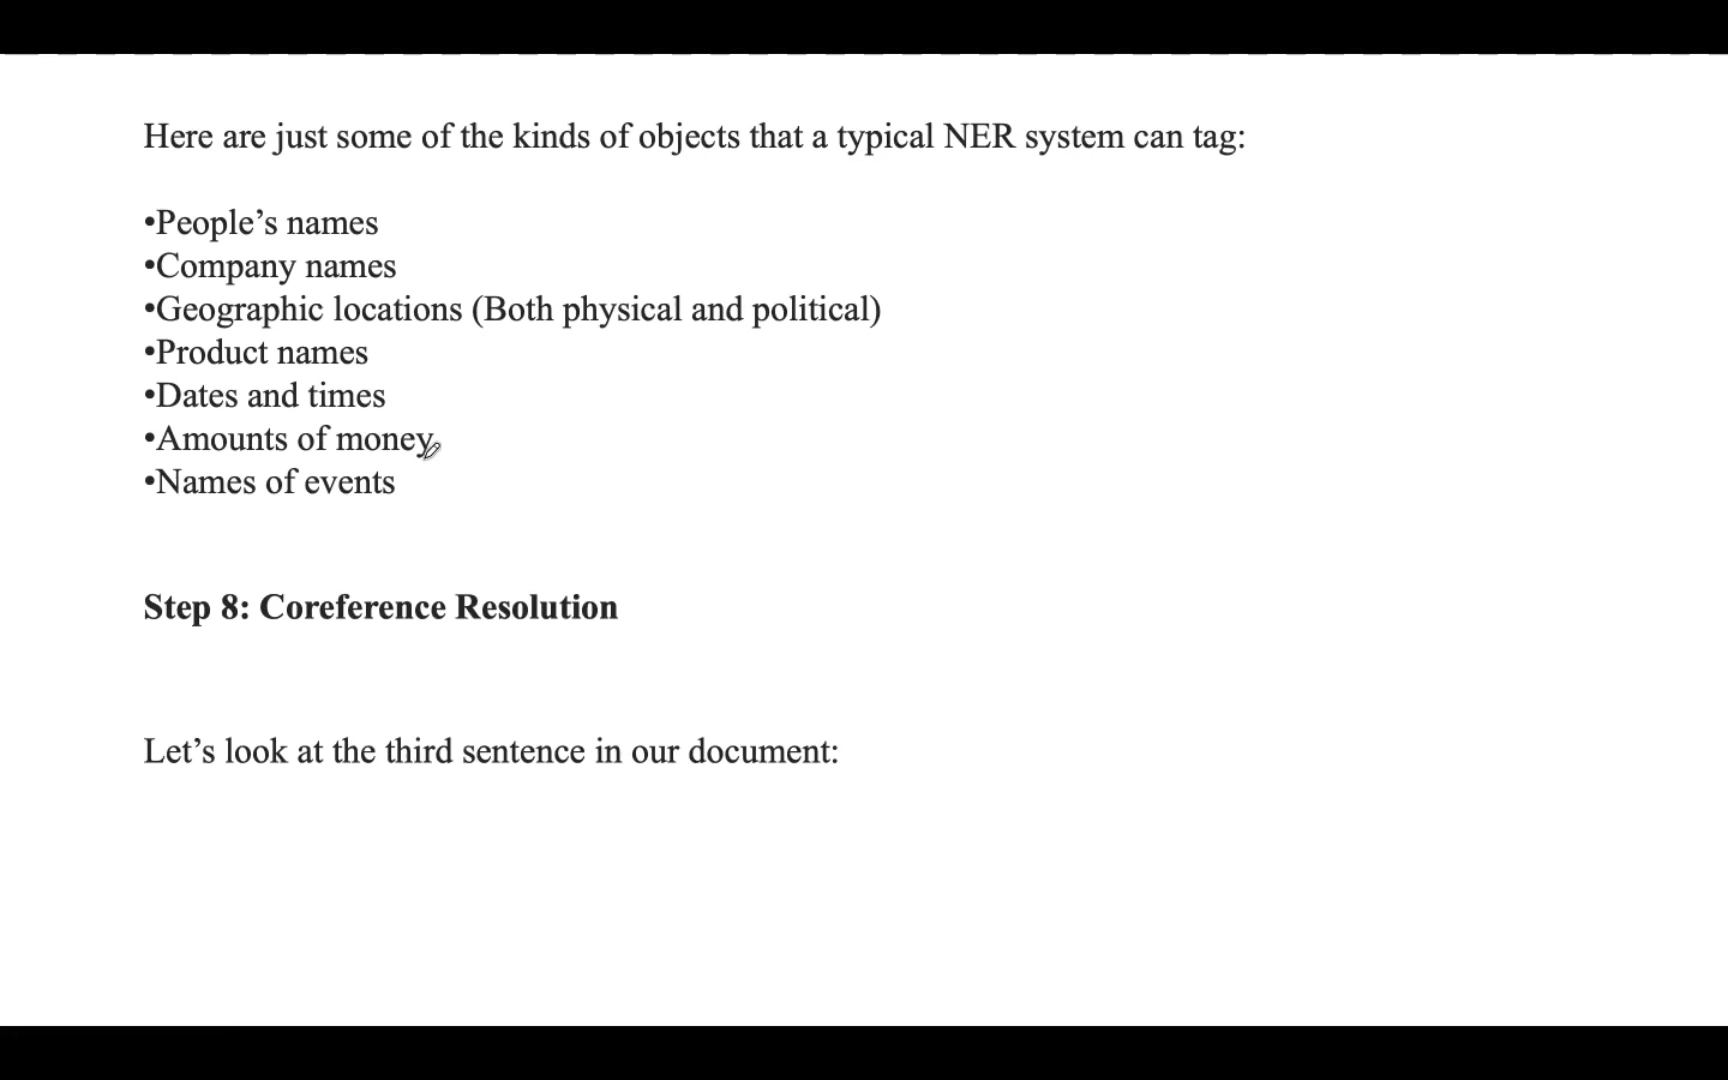 Here are just some of the kinds of objects that a typical NER system can tag:
•People’s names
•Company names
•Geographic locations (Both physical and political)
•Product names
•Dates and times
•Amounts of money
•Names of events
Step 8: Coreference Resolution
Let’s look at the third sentence in our document: